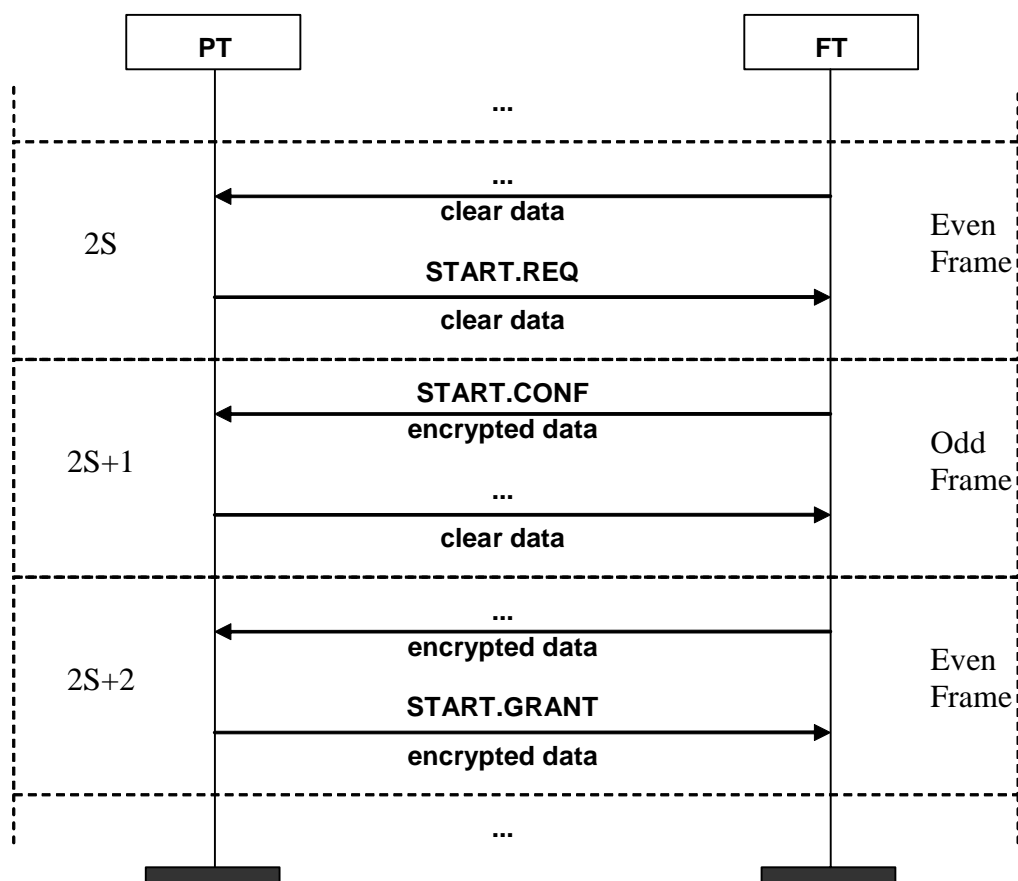 PT
FT
...
...
clear data
2S
Even
Frame
START.REQ
clear data
START.CONF
encrypted data
2S+1
Odd
Frame
...
clear data
...
encrypted data
2S+2
Even
Frame
START.GRANT
encrypted data
...